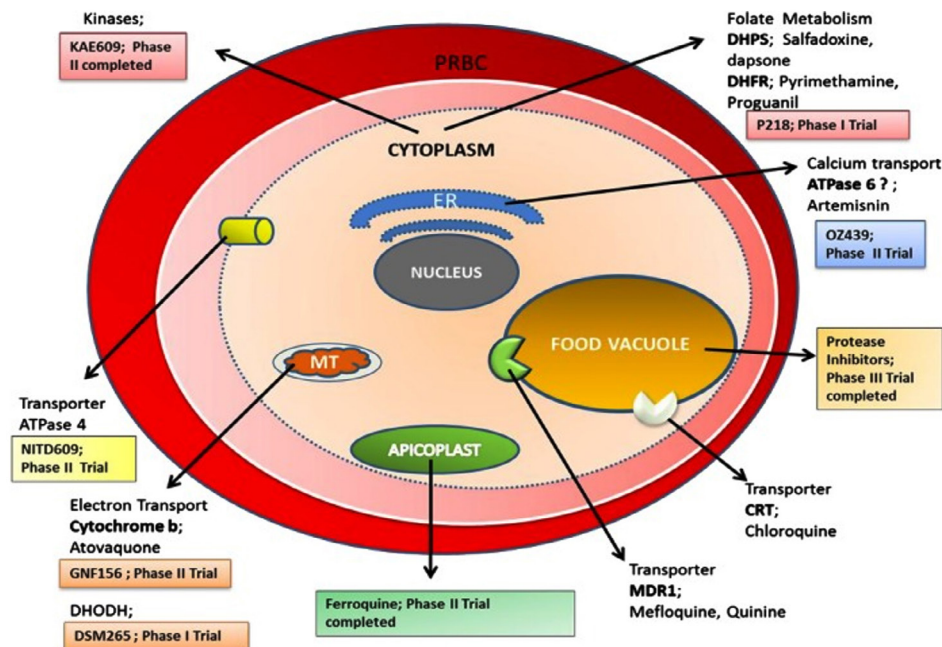 Kinases;
KAE609; Phase
II completed
Folate Metabolism
DHPS; Salfadoxine,
dapsone
DHFR; Pyrimethamine,
Proguanil
P218; Phase I Trial
PRBC
CYTOPLASM
Calcium transport
ATPase 6 ? ;
Artemisnin
OZ439;
Phase II Trial
ER
NUCLEUS
FOOD VACUOLE
Protease
Inhibitors;
Phase III Trial
completed
MT
APICOPLAST
Transporter
ATPase 4
NITD609;
Phase II Trial
Electron Transport
Cytochrome b;
Atovaquone
GNF156 ; Phase II Trial
DHODH;
DSM265 ; Phase I Trial
Ferroquine; Phase II Trial
completed
Transporter
MDR1;
Mefloquine, Quinine
Transporter
CRT;
Chloroquine